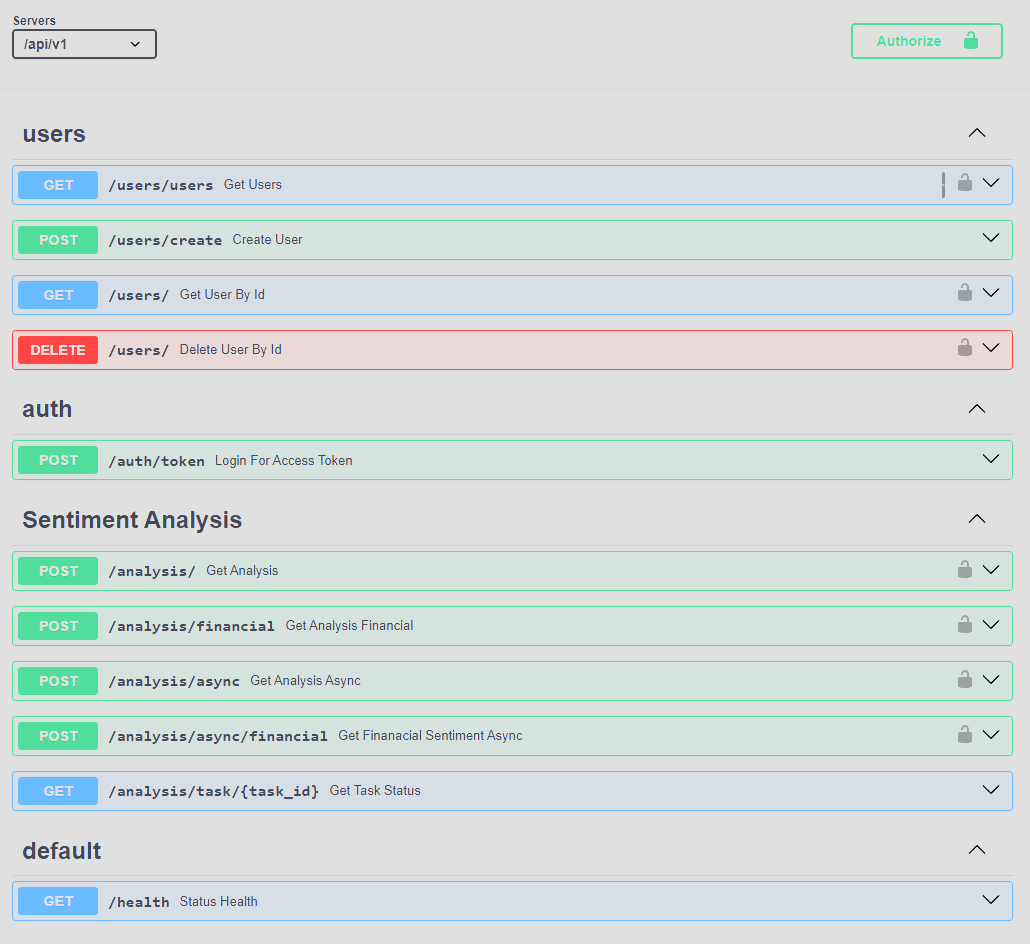 Servers
/api/v1
Authorize
users
GET /users/users Get Users
POST /users/create Create User
GET /users/ Get User By Id
DELETE /users/ Delete User By Id
auth
POST /auth/token Login For Access Token
Sentiment Analysis
POST /analysis/ Get Analysis
POST /analysis/financial Get Analysis Financial
POST /analysis/async Get Analysis Async
POST /analysis/async/financial Get Finanacial Sentiment Async
GET /analysis/task/{task_id} Get Task Status
default
GET /health Status Health